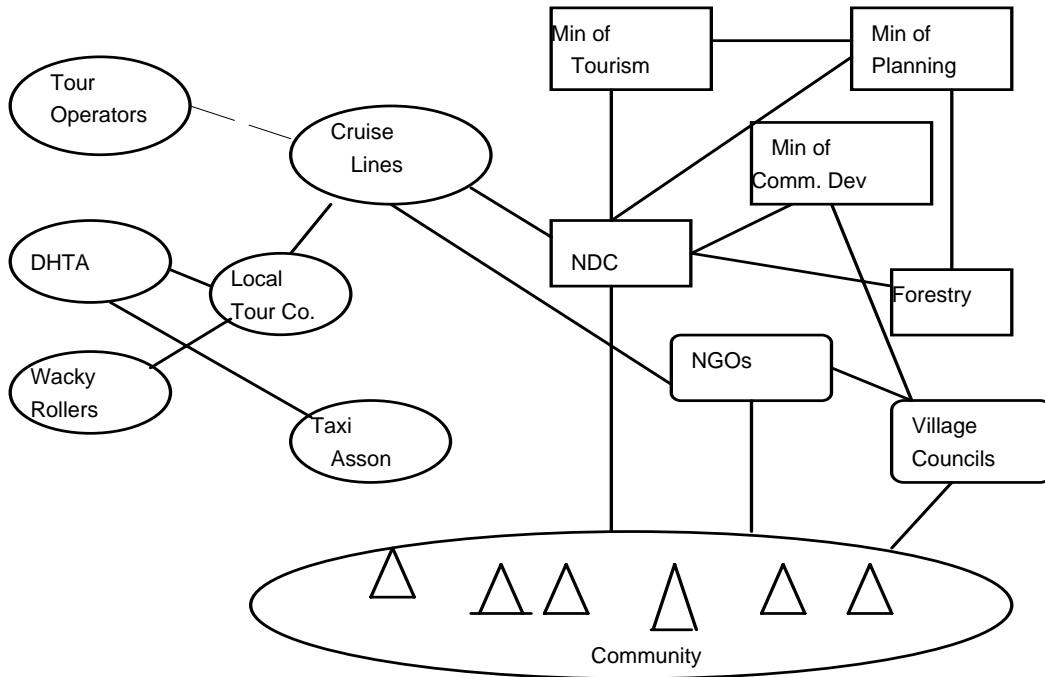 Min of
Tourism
Min of
Planning
Tour
Operators
Cruise
Lines
Min of
Comm. Dev
DHTA
Local
Tour Co.
NDC
Forestry
NGOs
Wacky
Rollers
Taxi
Asson
Village
Councils
Community